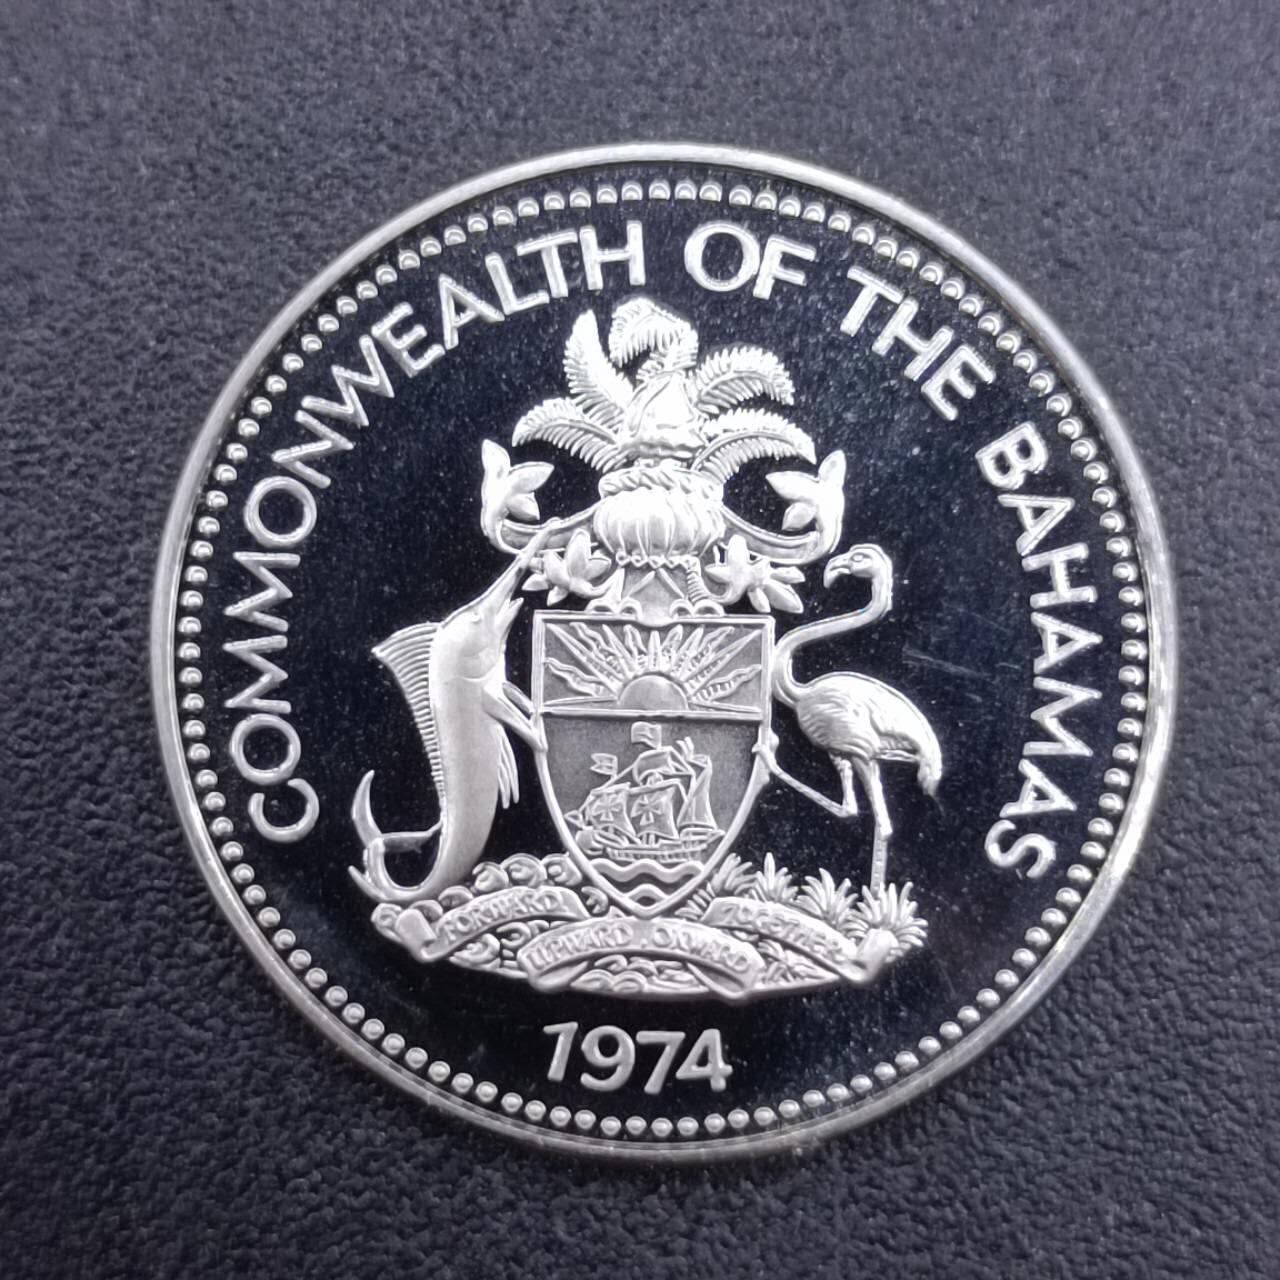 COMMONWEALTH OF THE BAHAMAS
FORWARD UPWARD ONWARD TOGETHER
1974